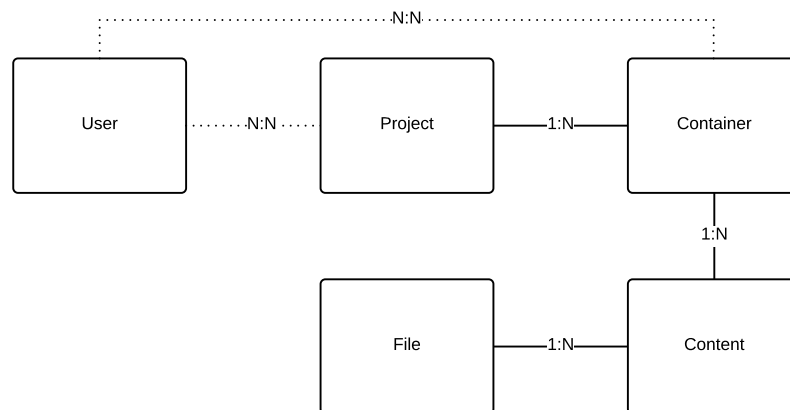 N:N
User
N:N
Project
1:N
Container
1:N
File
1:N
Content